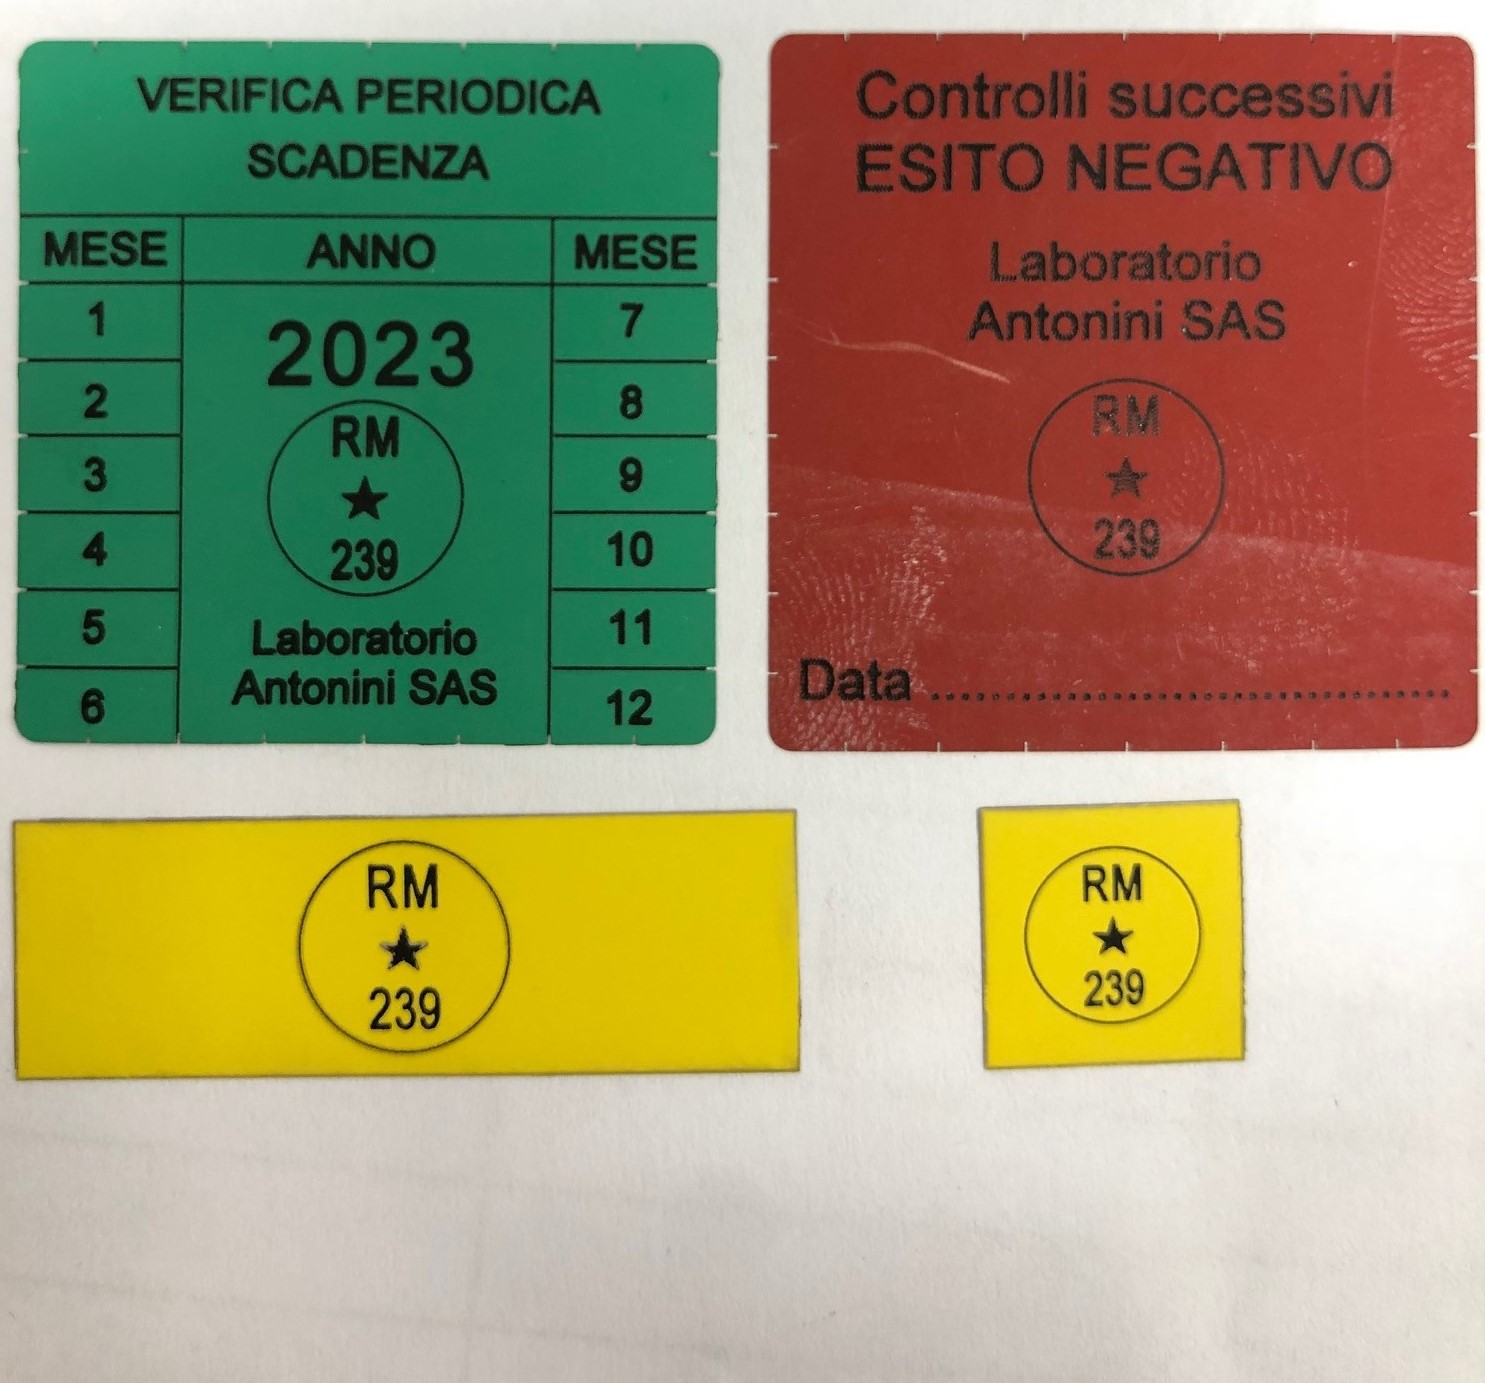 VERIFICA PERIODICA
SCADENZA
MESE ANNO MESE
1 7
2023
2 8
RM
3 9
★
4 10
239
5 11
Laboratorio
Antonini SAS
6 12
Controlli successivi
ESITO NEGATIVO
Laboratorio
Antonini SAS
RM
★
239
Data ................................................
RM
★
239
RM
★
239